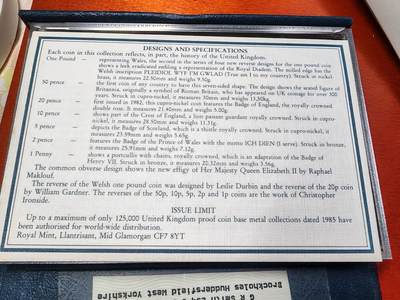 DESIGNS AND SPECIFICATIONS
Each coin in this collection reflects, in part, the history of the United Kingdom.
One Pound — representing Wales, the second in the series of four new reverse designs for the one pound coin
shows a leek eradicated enfiling a representation of the Royal Diadem. The milled edge has the
Welsh inscription PLEIDIOL WYF I'M GWLAD (True am I to my country). Struck in nickel
brass, it measures 22.50mm and weighs 9.50g.
50 pence — the first coin of any country to have this seven-sided shape. The design shows the seated figure of
Britannia, originally a symbol of Roman Britain, who has appeared on UK coinage for over 300
years. Struck in cupro-nickel, it measures 30mm and weighs 13.50kg.
20 pence — first issued in 1982, this cupro-nickel coin features the Badge of England, the royally crowned
double rose. It measures 21.40mm and weighs 5.00g.
10 pence — shows part of the Crest of England, a lion passant guardant royally crowned. Struck in cupro-
nickel, it measures 28.50mm and weighs 11.31g.
5 pence — depicts the Badge of Scotland, which is a thistle royally crowned. Struck in cupro-nickel, it
measures 23.59mm and weighs 5.65g.
2 pence — features the Badge of the Prince of Wales with the motto ICH DIEN (I serve). Struck in bronze,
it measures 25.91mm and weighs 7.12g.
1 Penny — shows a portcullis with chains, royally crowned, which is an adaptation of the Badge of
Henry VII. Struck in bronze, it measures 20.32mm and weighs 3.56g.
The common obverse design shows the new effigy of Her Majesty Queen Elizabeth II by Raphael
Maklouf.
The reverse of the Welsh one pound coin was designed by Leslie Durbin and the reverse of the 20p coin
by William Gardner. The reverses of the 50p, 10p, 5p, 2p and 1p coins are the work of Christopher
Ironside.
ISSUE LIMIT
Up to a maximum of only 125,000 United Kingdom proof coin base metal collections dated 1985 have
been authorised for world-wide distribution.
Royal Mint, Llantrisant, Mid Glamorgan CF7 8YT
G R Smith Esq
Brockholes Huddersfield West Yorkshire